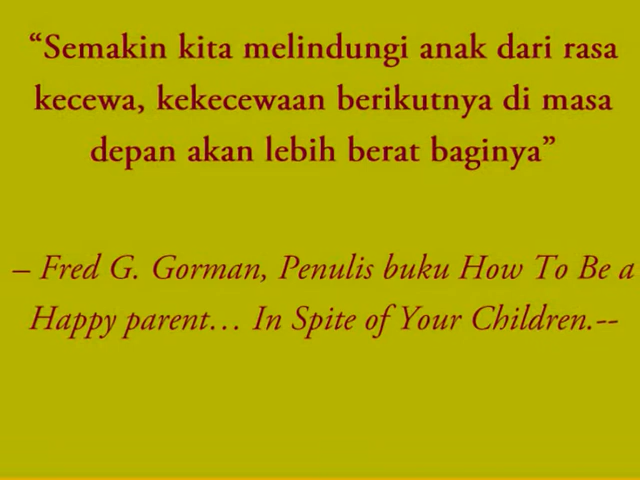 “Semakin kita melindungi anak dari rasa
kecewa, kekecewaan berikutnya di masa
depan akan lebih berat baginya”
– Fred G. Gorman, Penulis buku How To Be a
Happy parent… In Spite of Your Children.--